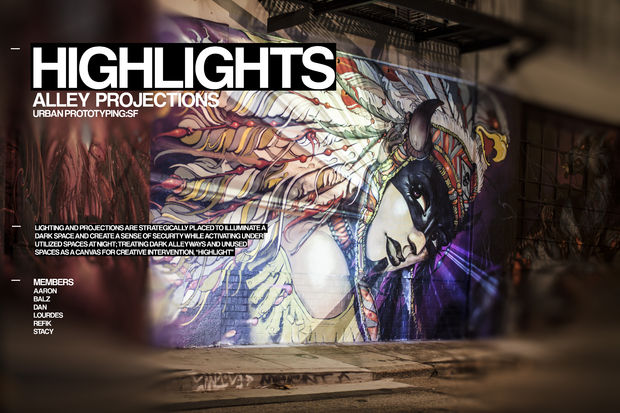 HIGHLIGHTS
ALLEY PROJECTIONS
URBAN PROTOTYPING:SF
LIGHTING AND PROJECTIONS ARE STRATEGICALLY PLACED TO ILLUMINATE A
DARK SPACE AND CREATE A SENSE OF SECURITY WHILE ACTIVATING UNDER
UTILIZED SPACES AT NIGHT; TREATING DARK ALLEYWAYS AND UNUSED
SPACES AS A CANVAS FOR CREATIVE INTERVENTION, "HIGHLIGHT"
MEMBERS
AARON
BALZ
DAN
LOURDES
REFIK
STACY